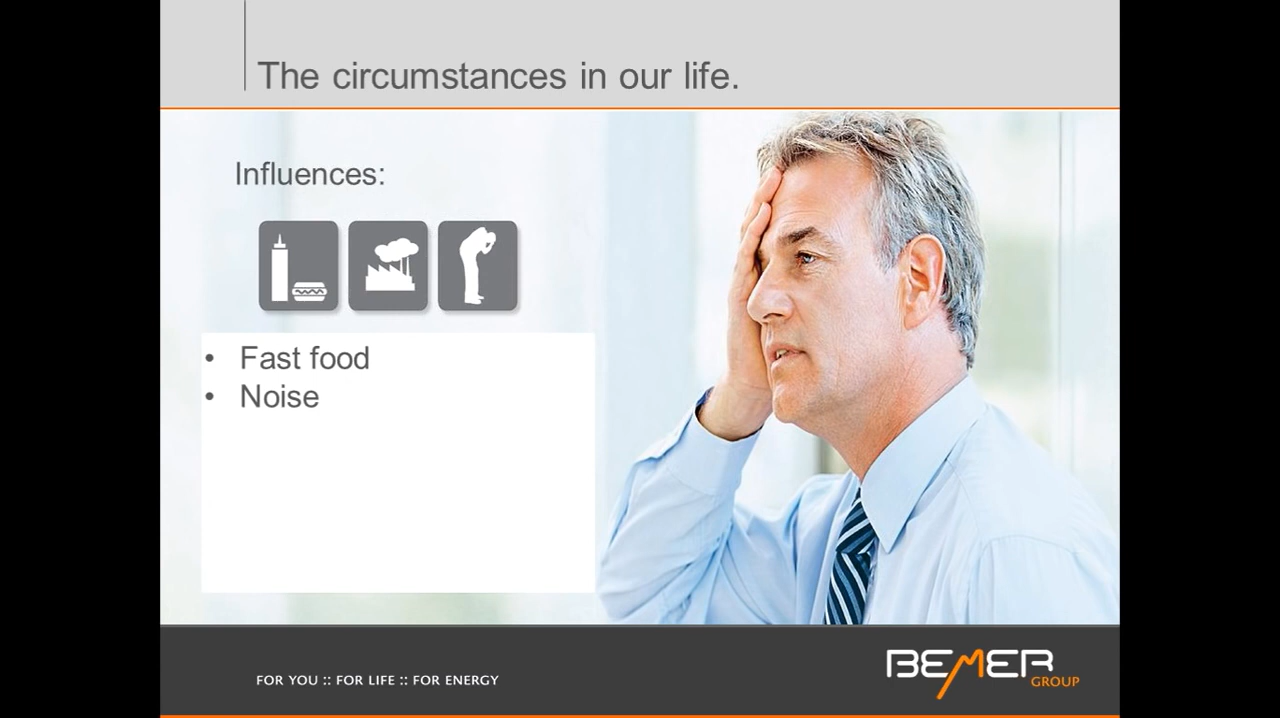 The circumstances in our life.
Influences:
• Fast food
• Noise
FOR YOU :: FOR LIFE :: FOR ENERGY
BEMER
GROUP